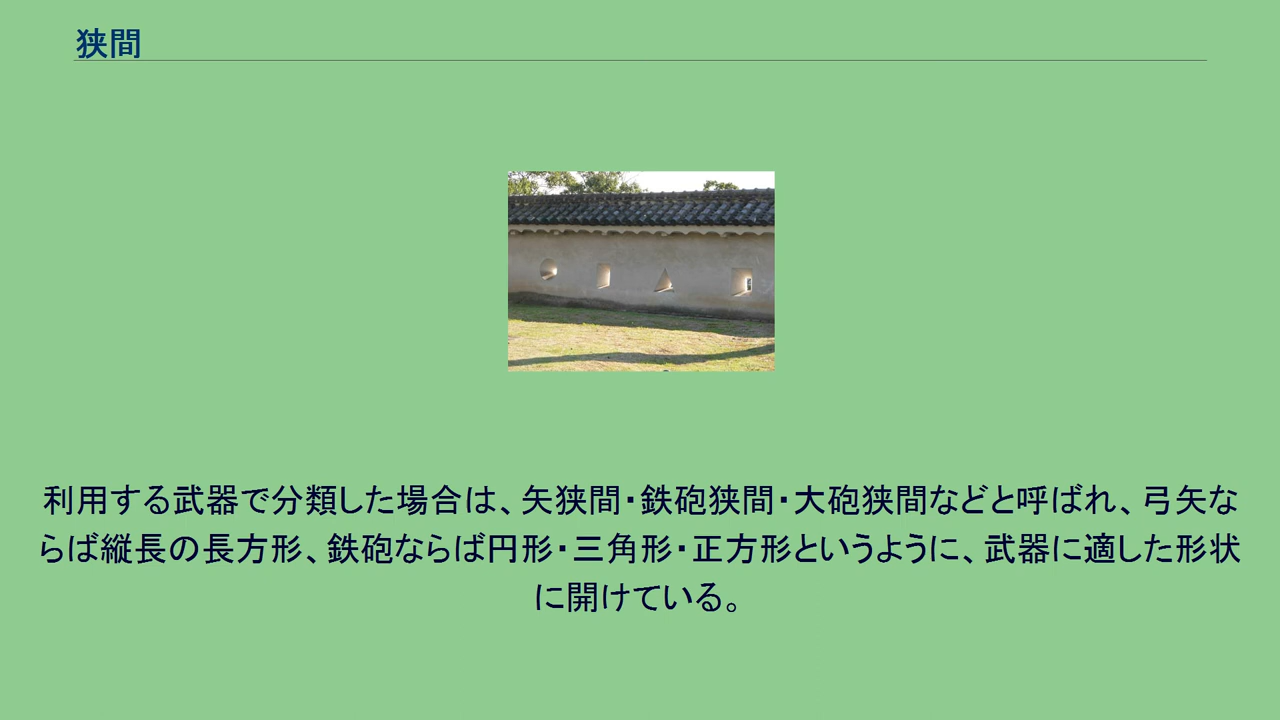 狭間
利用する武器で分類した場合は、矢狭間・鉄砲狭間・大砲狭間などと呼ばれ、弓矢な
らば縦長の長方形、鉄砲ならば円形・三角形・正方形というように、武器に適した形状
に開けている。